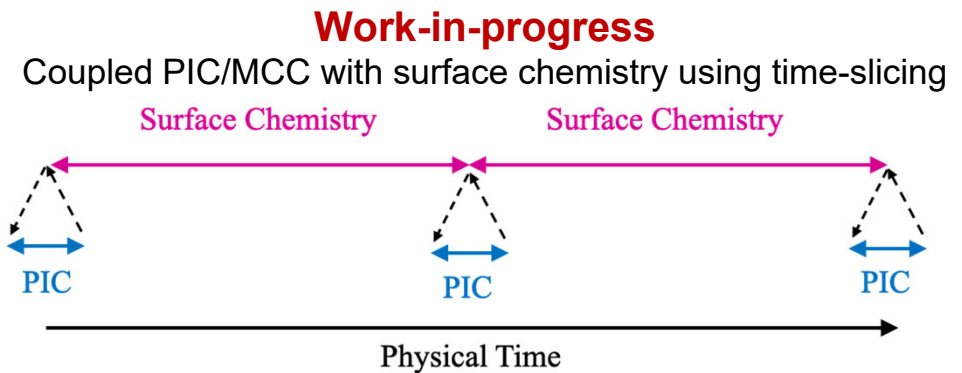 Work-in-progress
Coupled PIC/MCC with surface chemistry using time-slicing
Surface Chemistry Surface Chemistry
PIC PIC PIC
Physical Time